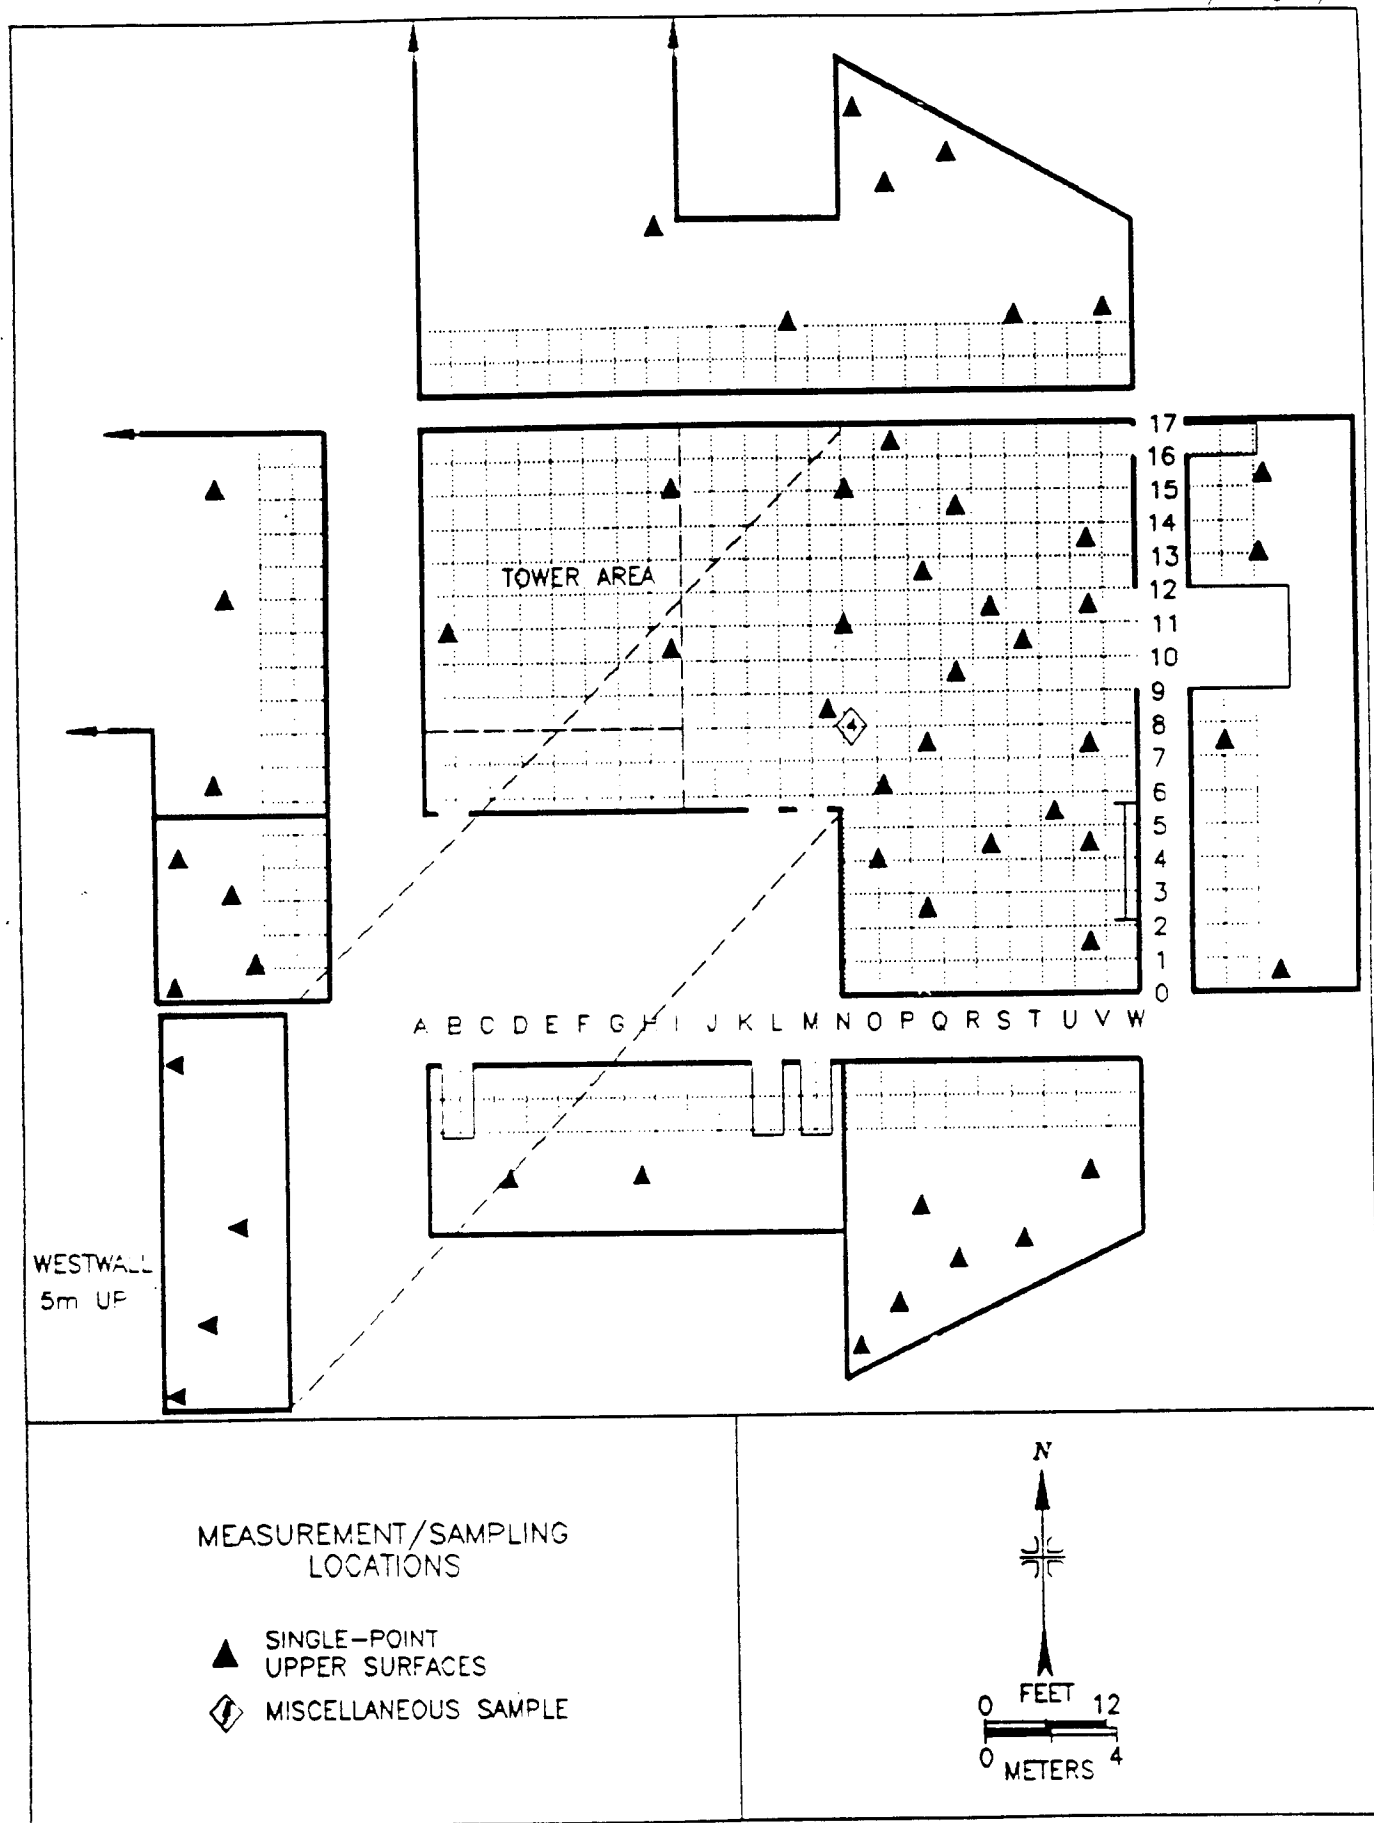 17
16
15
14
13
TOWER AREA
12
11
10
9
8
4
7
6
5
4
3
2
1
0
A B C D E F G H I J K L M N O P Q R S T U V W
WESTWALL
5m UP
N
MEASUREMENT/SAMPLING
LOCATIONS
SINGLE-POINT
UPPER SURFACES
MISCELLANEOUS SAMPLE
0 FEET 12
0 METERS 4